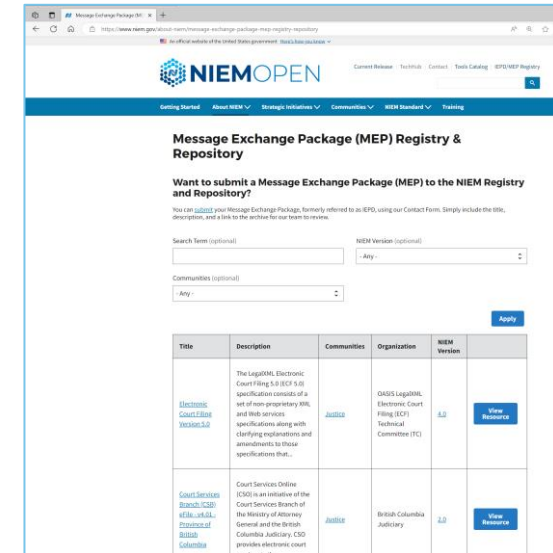 Message Exchange Package (M
https://www.niem.gov/about-niem/message-exchange-package-mep-registry-repository
An official website of the United States government Here's how you know
NIEMOPEN
Current Release TechHub Contact Tools Catalog IEPD/MEP Registry
Getting Started About NIEM Strategic Initiatives Communities NIEM Standard Training
Message Exchange Package (MEP) Registry &
Repository
Want to submit a Message Exchange Package (MEP) to the NIEM Registry
and Repository?
You can submit your Message Exchange Package, formerly referred to as IEPD, using our Contact Form. Simply include the title,
description, and a link to the archive for our team to review.
Search Term (optional) NIEM Version (optional)
- Any -
Communities (optional)
- Any -
Apply
Title Description Communities Organization NIEM Version
Electronic
Court Filing
Version 5.0
The LegalXML Electronic
Court Filing 5.0 (ECF 5.0)
specification consists of a
set of non-proprietary XML
and Web services
specifications along with
clarifying explanations and
amendments to those
specifications that...
Justice
OASIS LegalXML
Electronic Court
Filing (ECF)
Technical
Committee (TC)
4.0
View
Resource
Court Services
Branch (CSB)
eFile - v4.01 -
Province of
British
Columbia
Court Services Online
(CSO) is an initiative of the
Court Services Branch of
the Ministry of Attorney
General and the British
Columbia Judiciary. CSO
provides electronic court
Justice
British Columbia
Judiciary
2.0
View
Resource